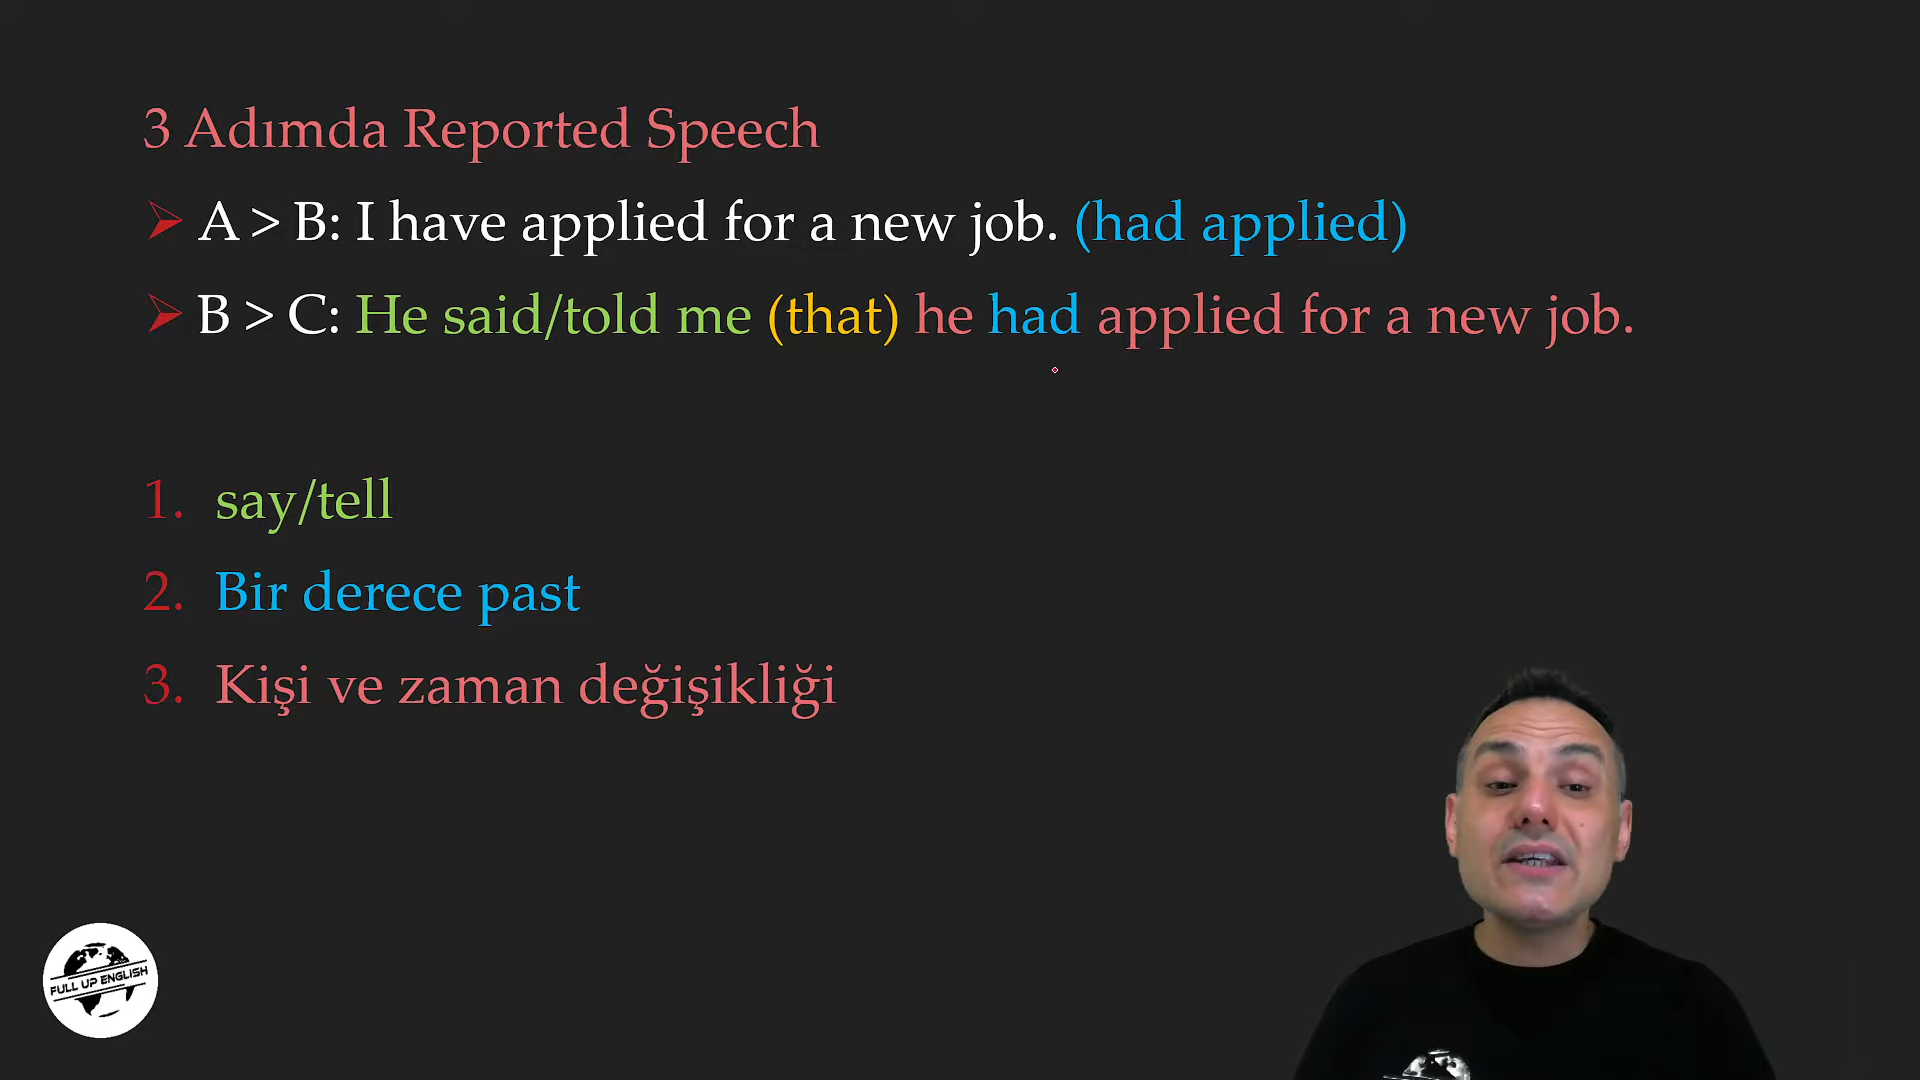 3 Adımda Reported Speech
A > B: I have applied for a new job. (had applied)
B > C: He said/told me (that) he had applied for a new job.
1. say/tell
2. Bir derece past
3. Kişi ve zaman değişikliği
FULL UP ENGLISH